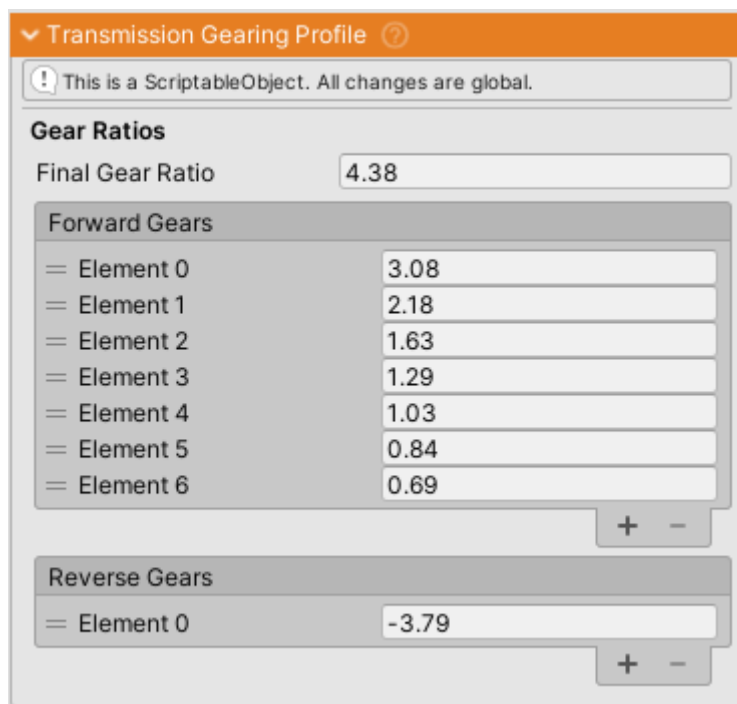 Transmission Gearing Profile ?
! This is a ScriptableObject. All changes are global.
Gear Ratios
Final Gear Ratio 4.38
Forward Gears
= Element 0 3.08
= Element 1 2.18
= Element 2 1.63
= Element 3 1.29
= Element 4 1.03
= Element 5 0.84
= Element 6 0.69
+ −
Reverse Gears
= Element 0 -3.79
+ −